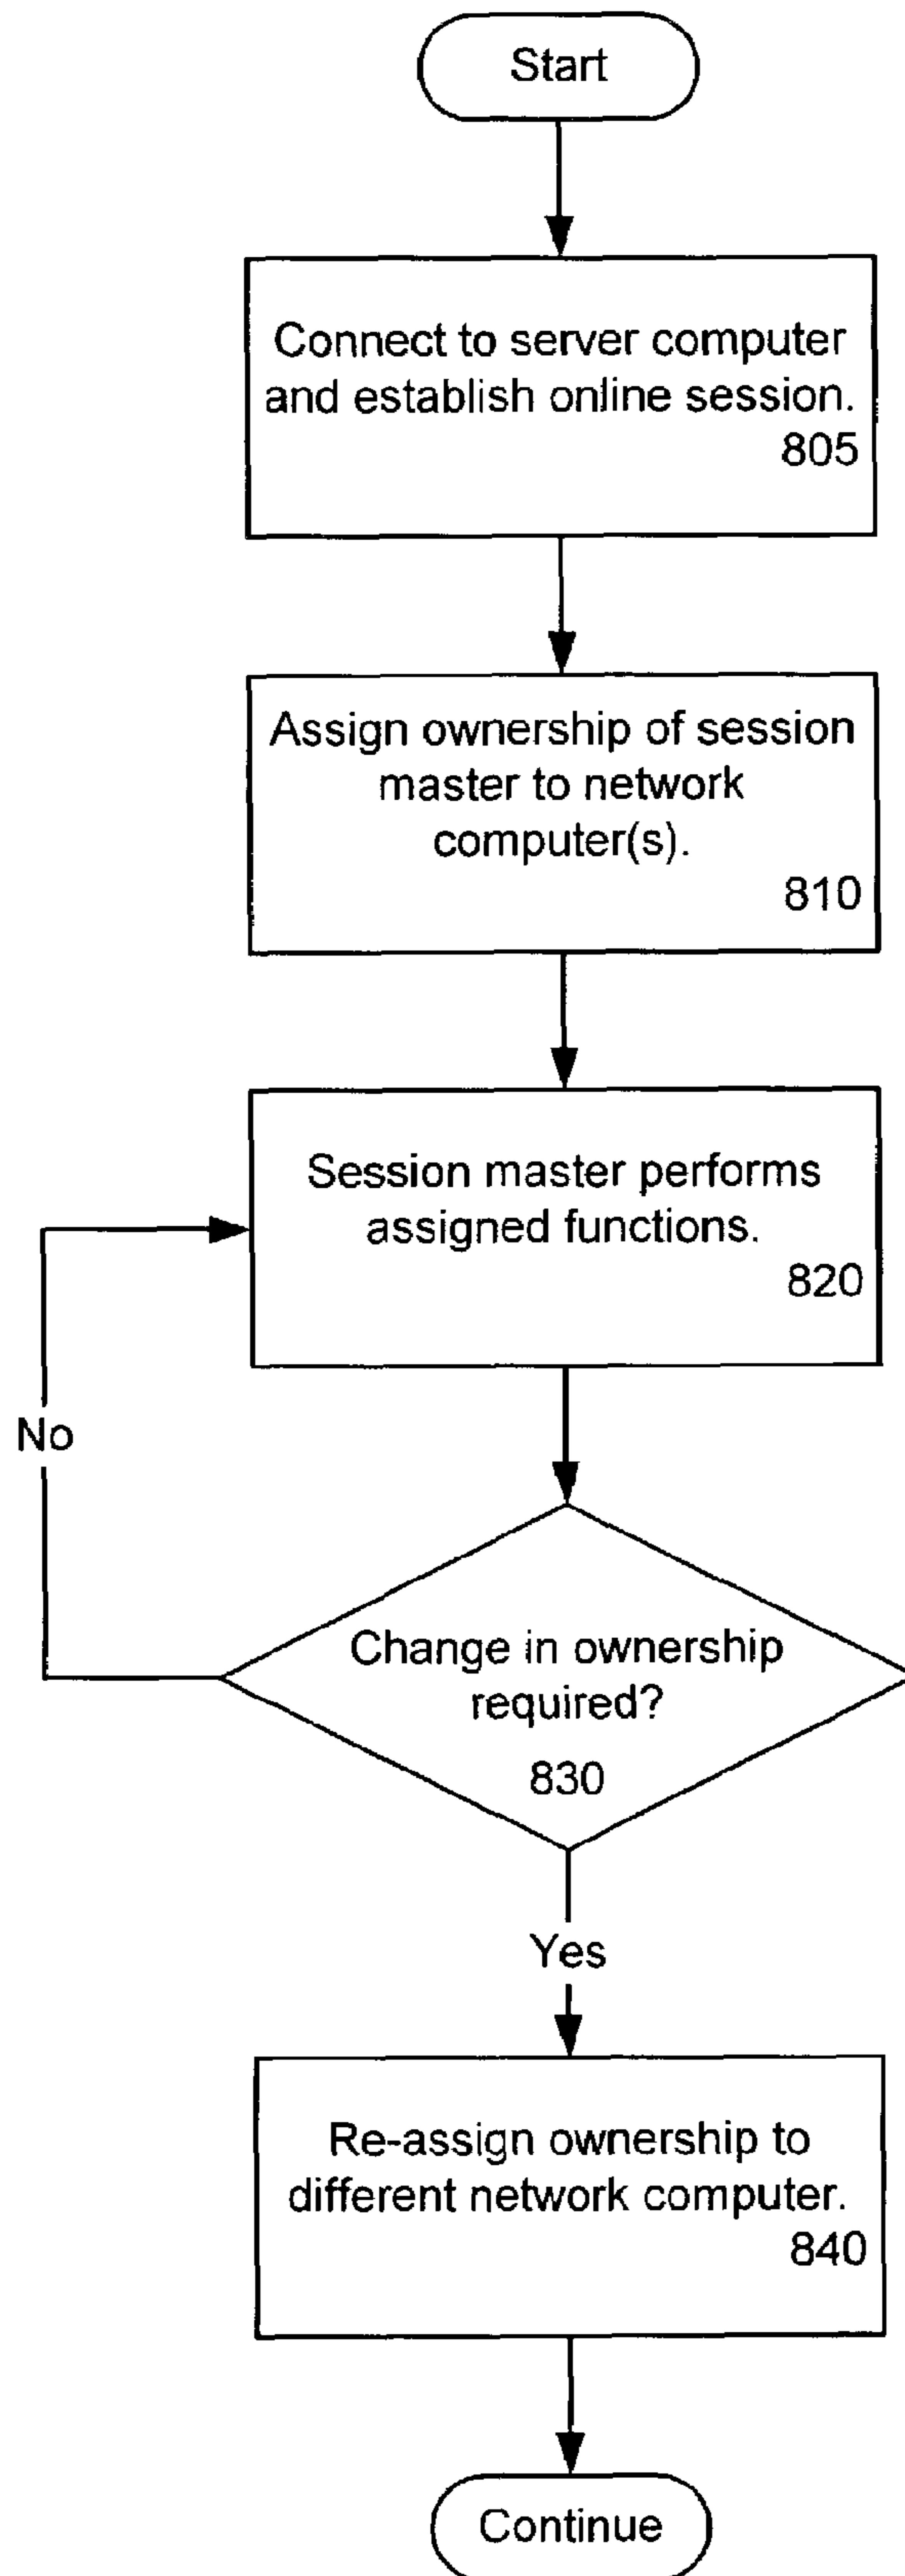 Start
Connect to server computer
and establish online session.
805
Assign ownership of session
master to network
computer(s).
810
Session master performs
assigned functions.
820
No
Change in ownership
required?
830
Yes
Re-assign ownership to
different network computer.
840
Continue